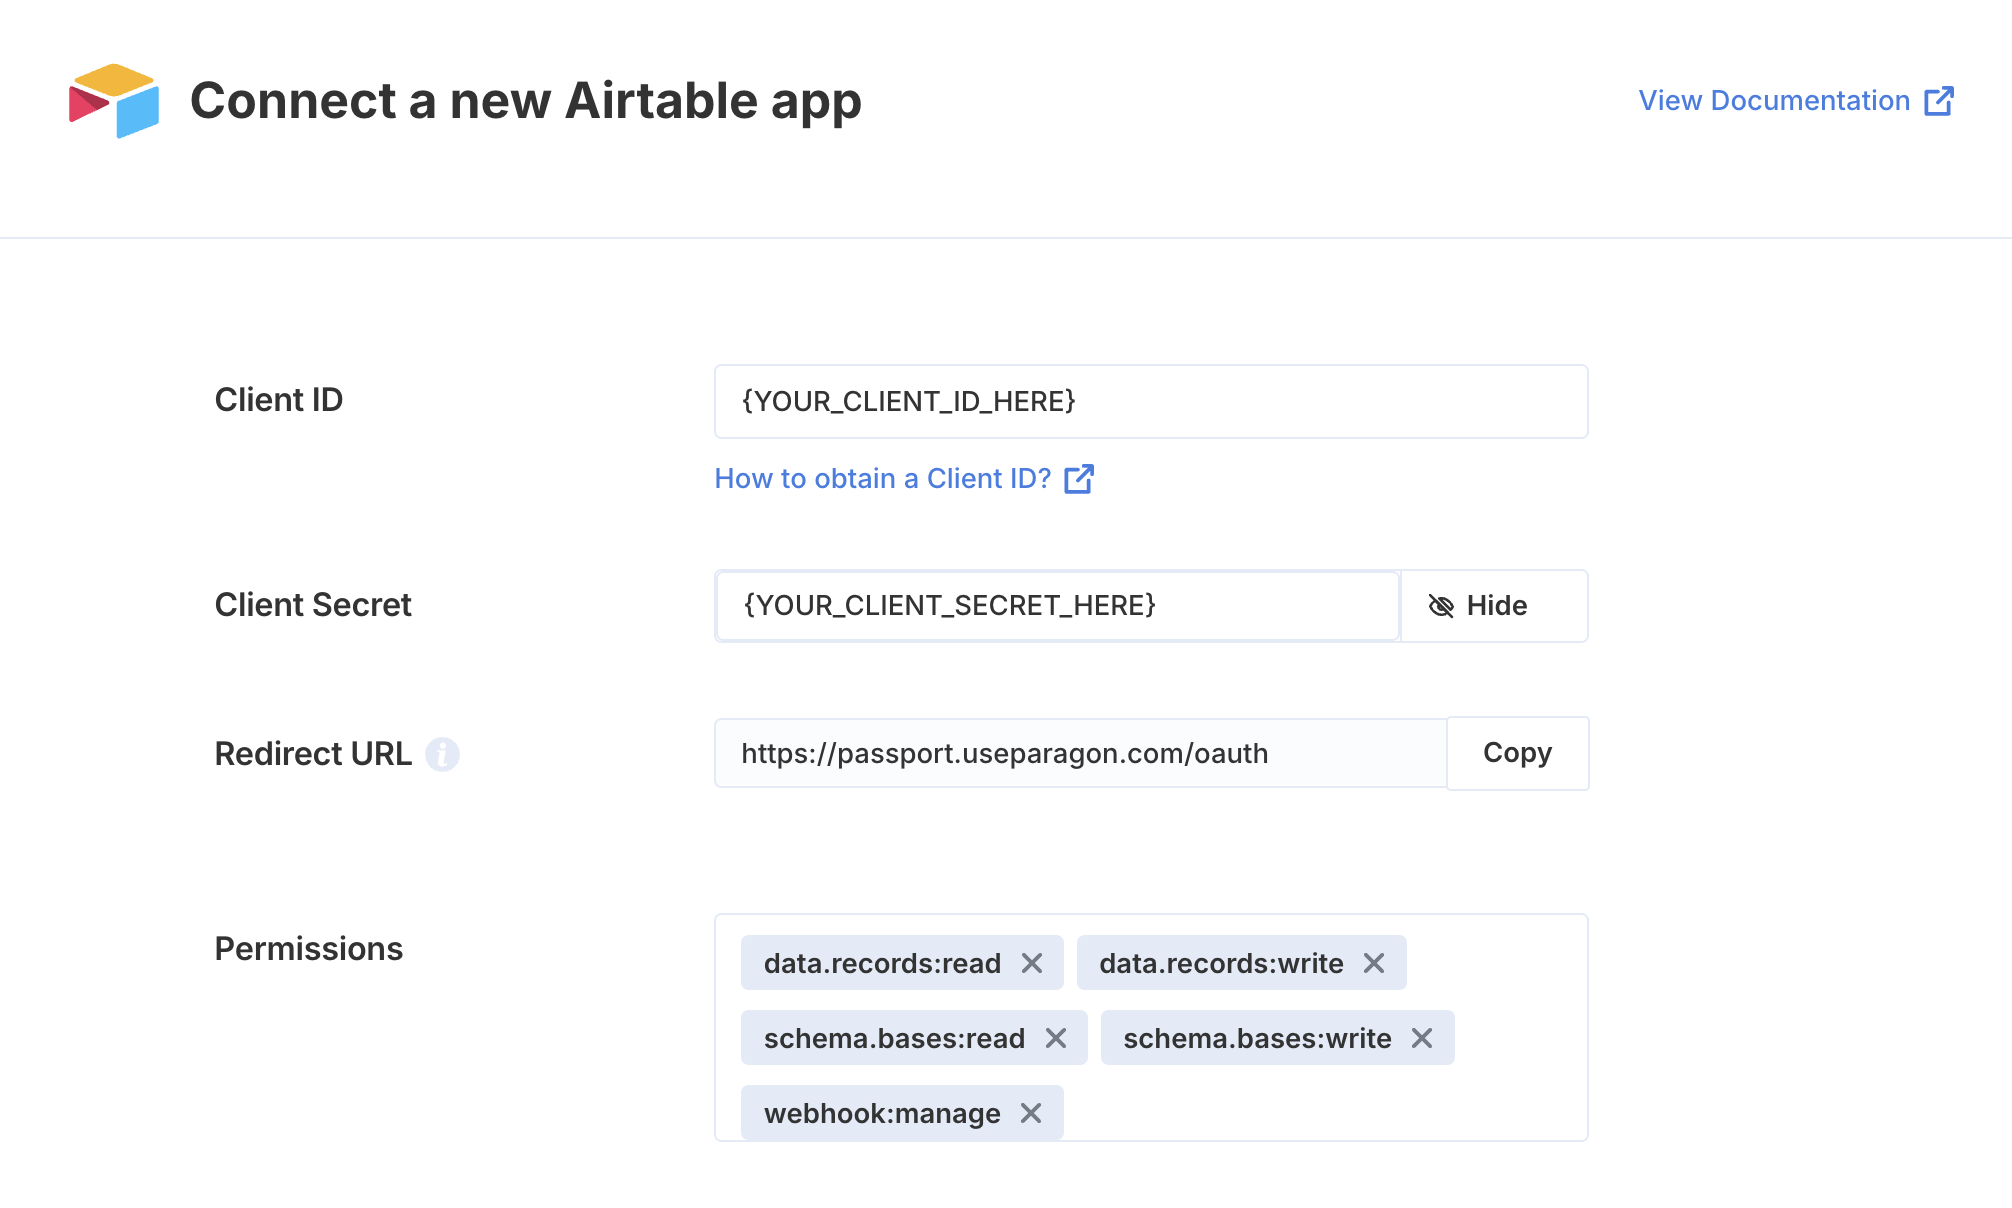 Connect a new Airtable app
View Documentation
Client ID
{YOUR_CLIENT_ID_HERE}
How to obtain a Client ID?
Client Secret
{YOUR_CLIENT_SECRET_HERE}
Hide
Redirect URL
i
https://passport.useparagon.com/oauth
Copy
Permissions
data.records:read
data.records:write
schema.bases:read
schema.bases:write
webhook:manage